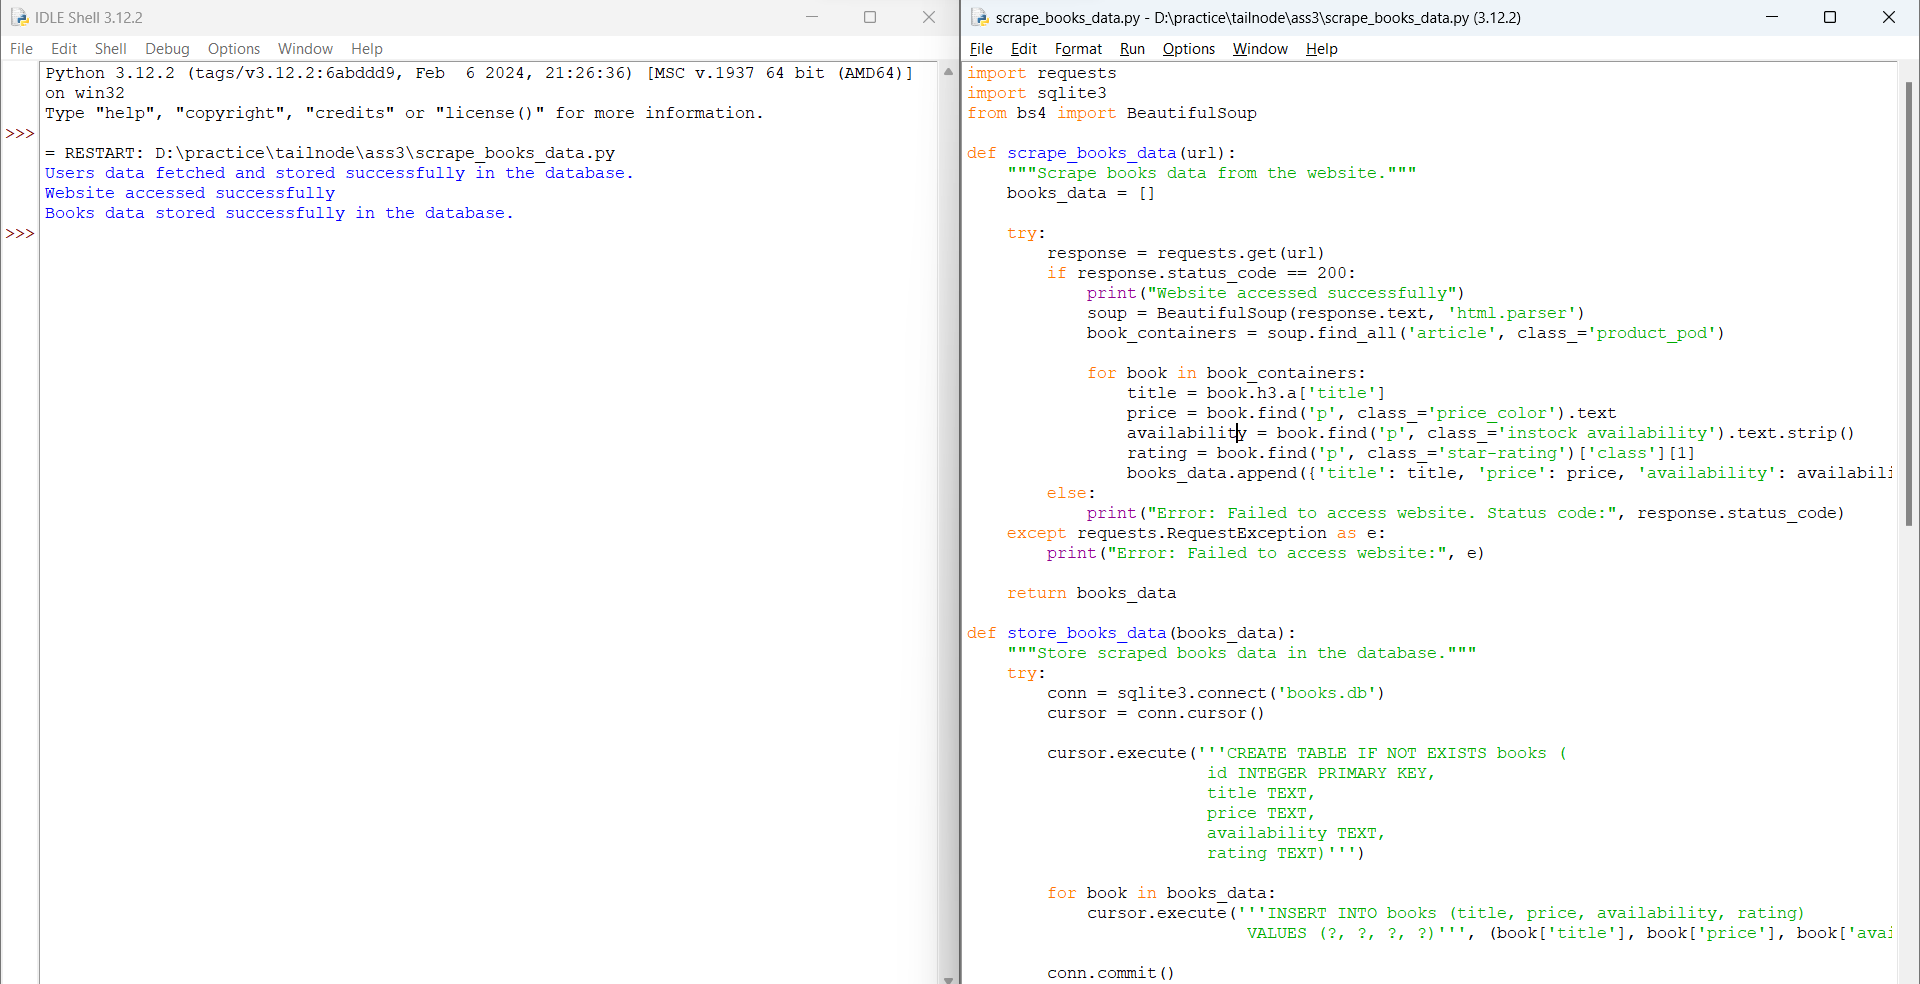 IDLE Shell 3.12.2
File Edit Shell Debug Options Window Help
Python 3.12.2 (tags/v3.12.2:6abddd9, Feb  6 2024, 21:26:36) [MSC v.1937 64 bit (AMD64)]
on win32
Type "help", "copyright", "credits" or "license()" for more information.
>>>
= RESTART: D:\practice\tailnode\ass3\scrape_books_data.py
Users data fetched and stored successfully in the database.
Website accessed successfully
Books data stored successfully in the database.
>>>
scrape_books_data.py - D:\practice\tailnode\ass3\scrape_books_data.py (3.12.2)
File Edit Format Run Options Window Help
import requests
import sqlite3
from bs4 import BeautifulSoup
def scrape_books_data(url):
    """Scrape books data from the website."""
    books_data = []
    try:
        response = requests.get(url)
        if response.status_code == 200:
            print("Website accessed successfully")
            soup = BeautifulSoup(response.text, 'html.parser')
            book_containers = soup.find_all('article', class_='product_pod')
            for book in book_containers:
                title = book.h3.a['title']
                price = book.find('p', class_='price_color').text
                availability = book.find('p', class_='instock availability').text.strip()
                rating = book.find('p', class_='star-rating')['class'][1]
                books_data.append({'title': title, 'price': price, 'availability': availabili
        else:
            print("Error: Failed to access website. Status code:", response.status_code)
    except requests.RequestException as e:
        print("Error: Failed to access website:", e)
    return books_data
def store_books_data(books_data):
    """Store scraped books data in the database."""
    try:
        conn = sqlite3.connect('books.db')
        cursor = conn.cursor()
        cursor.execute('''CREATE TABLE IF NOT EXISTS books (
                        id INTEGER PRIMARY KEY,
                        title TEXT,
                        price TEXT,
                        availability TEXT,
                        rating TEXT)''')
        for book in books_data:
            cursor.execute('''INSERT INTO books (title, price, availability, rating)
                            VALUES (?, ?, ?, ?)''', (book['title'], book['price'], book['avai
        conn.commit()